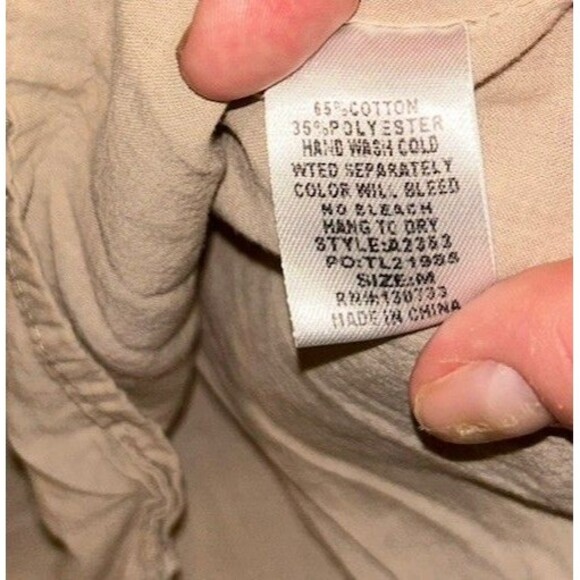 65%COTTON
35%POLYESTER
HAND WASH COLD
WTED SEPARATELY
COLOR WILL BLEED
NO BLEACH
HANG TO DRY
STYLE:A2353
PO:TL21985
SIZE:M
RN#:130733
MADE IN CHINA